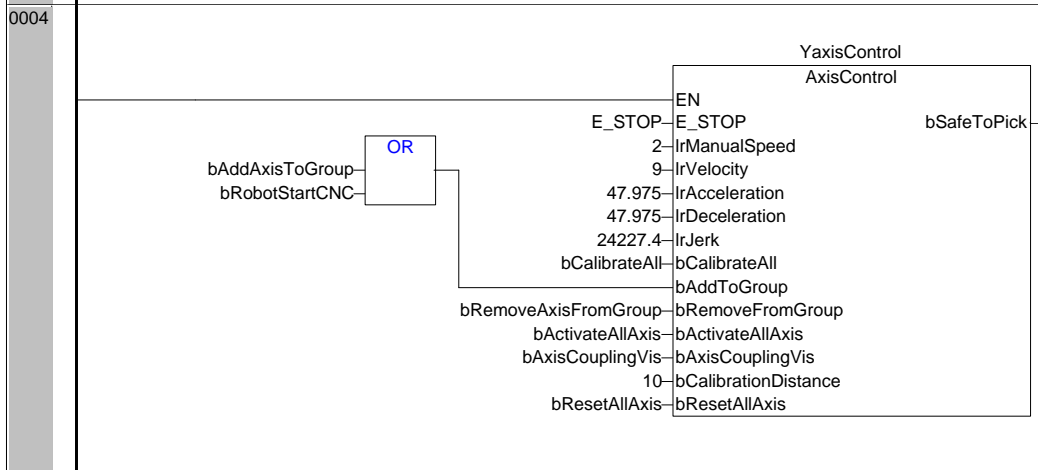 0004
YaxisControl
AxisControl
EN
E_STOP E_STOP bSafeToPick
OR 2 lrManualSpeed
bAddAxisToGroup 9 lrVelocity
bRobotStartCNC 47.975 lrAcceleration
47.975 lrDeceleration
24227.4 lrJerk
bCalibrateAll bCalibrateAll
bAddToGroup
bRemoveAxisFromGroup bRemoveFromGroup
bActivateAllAxis bActivateAllAxis
bAxisCouplingVis bAxisCouplingVis
10 bCalibrationDistance
bResetAllAxis bResetAllAxis